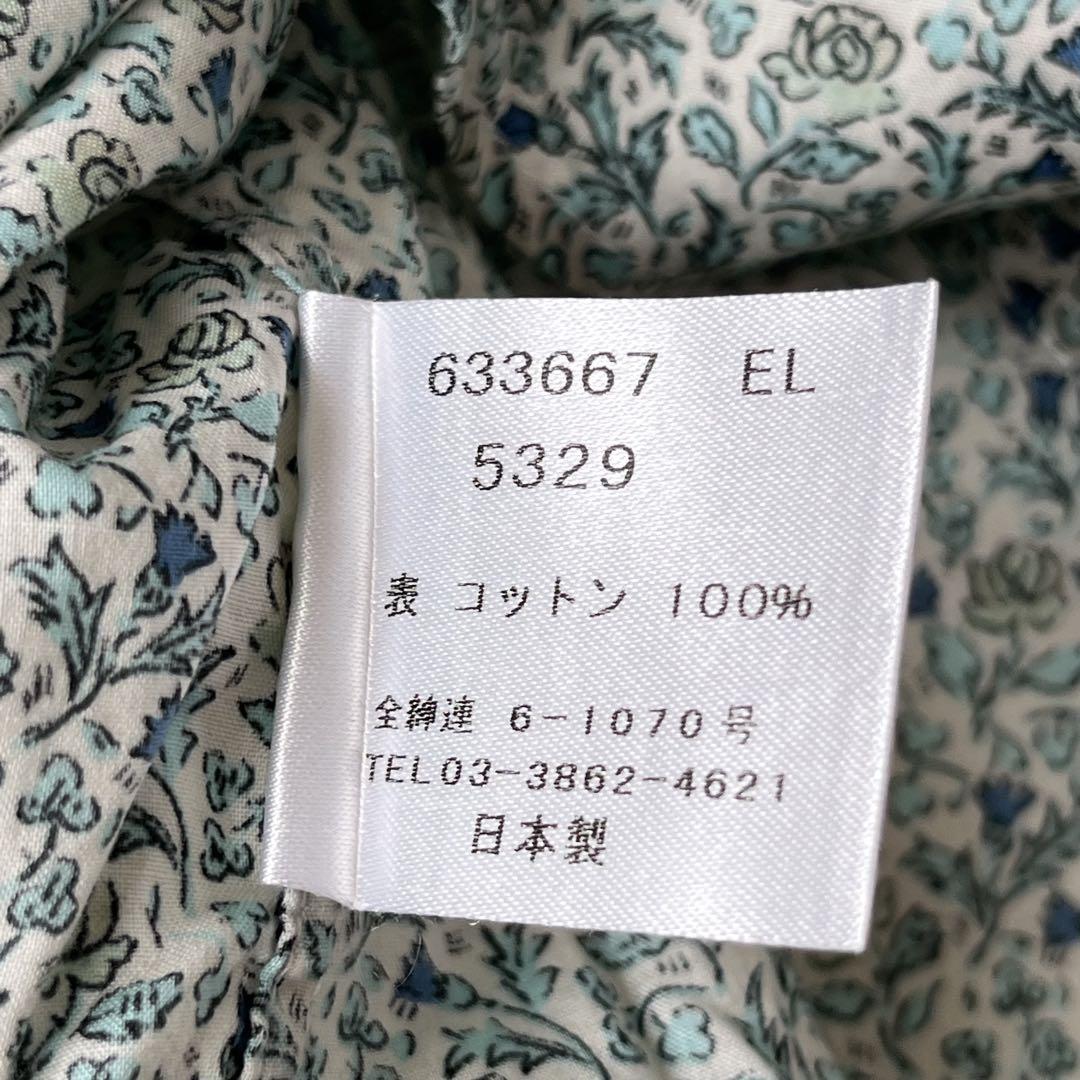 633667 EL
5329
表 コットン 100%
全紳連 6-1070号
TEL03-3862-4621
日本製